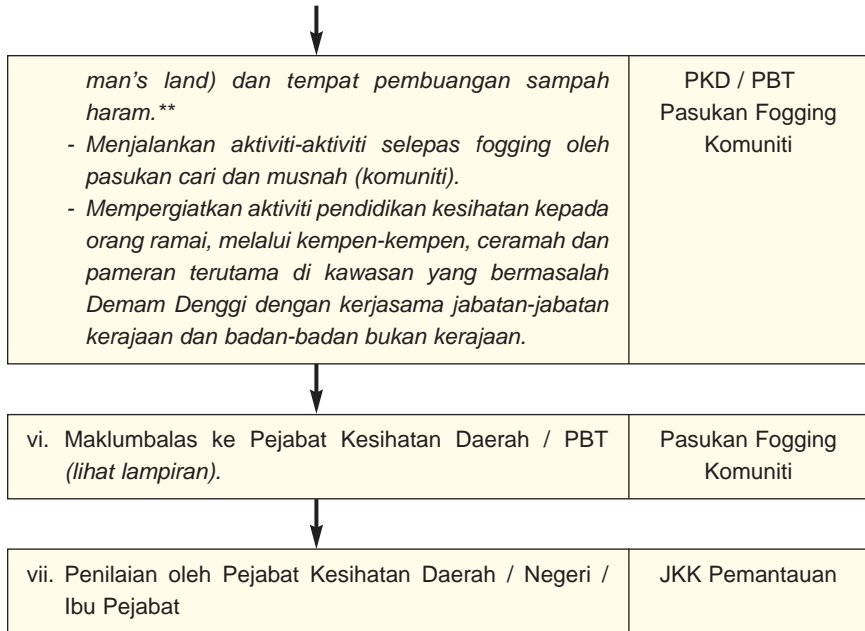 man's land) dan tempat pembuangan sampah
haram.**
- Menjalankan aktiviti-aktiviti selepas fogging oleh
pasukan cari dan musnah (komuniti).
- Mempergiatkan aktiviti pendidikan kesihatan kepada
orang ramai, melalui kempen-kempen, ceramah dan
pameran terutama di kawasan yang bermasalah
Demam Denggi dengan kerjasama jabatan-jabatan
kerajaan dan badan-badan bukan kerajaan.
PKD / PBT
Pasukan Fogging
Komuniti
vi. Maklumbalas ke Pejabat Kesihatan Daerah / PBT
(lihat lampiran).
Pasukan Fogging
Komuniti
vii. Penilaian oleh Pejabat Kesihatan Daerah / Negeri /
Ibu Pejabat
JKK Pemantauan